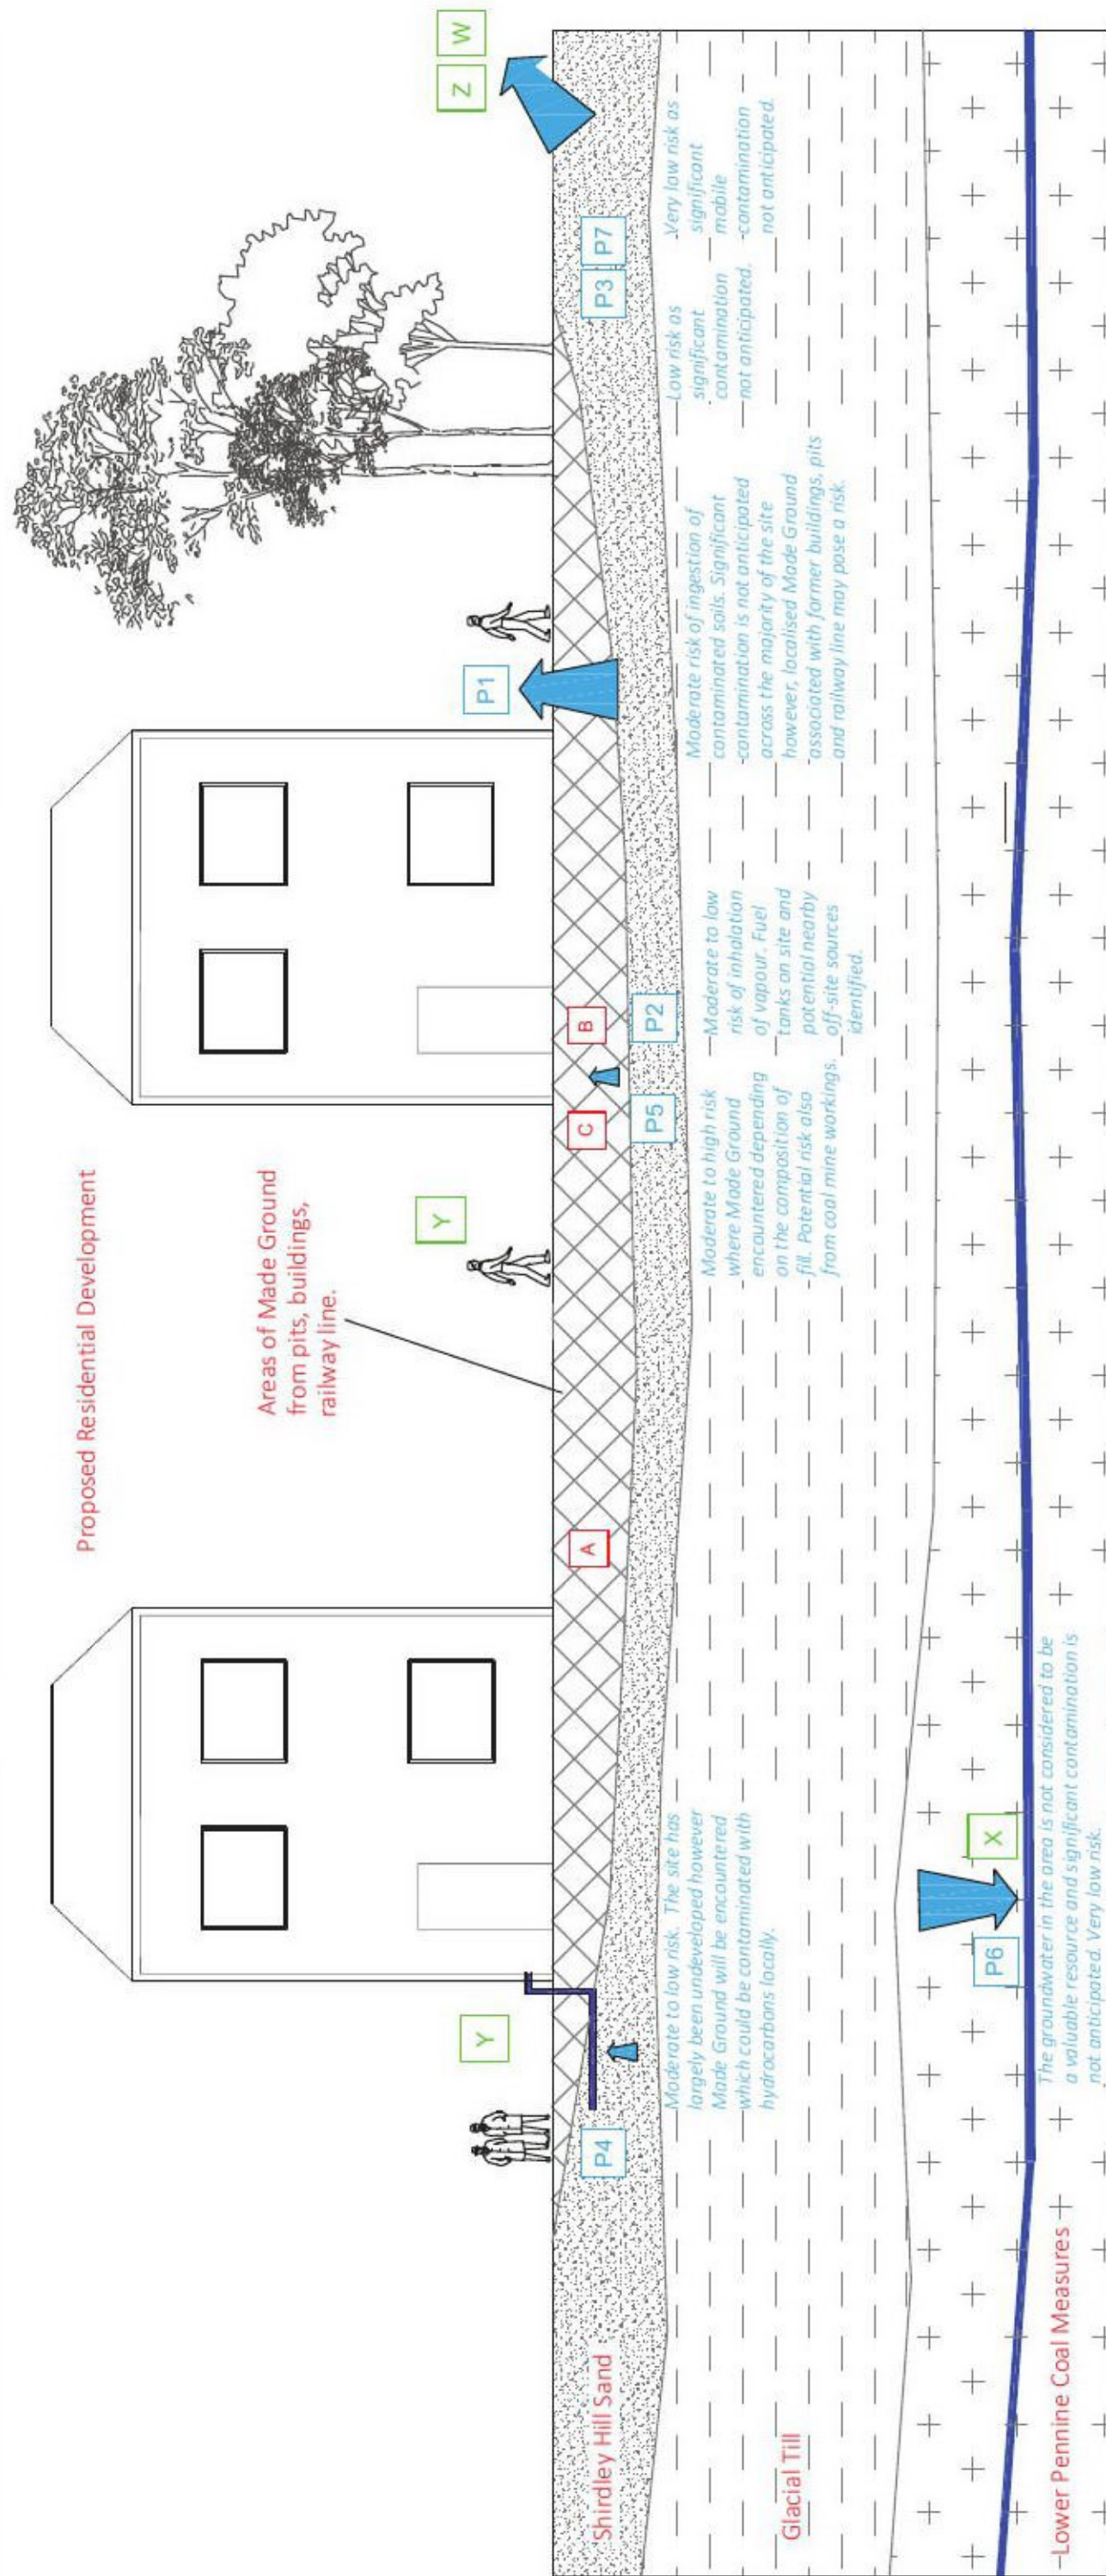 Proposed Residential Development
Areas of Made Ground
from pits, buildings,
railway line.
Z
W
P1
Y
Y
A
C
B
P5
P2
P3
P7
P4
Shirdley Hill Sand
Moderate to low risk. The site has
largely been undeveloped however
Made Ground will be encountered
which could be contaminated with
hydrocarbons locally.
Moderate to high risk
where Made Ground
encountered depending
on the composition of
fill. Potential risk also
from coal mine workings.
Moderate to low
risk of inhalation
of vapour. Fuel
tanks on site and
potential nearby
off-site sources
identified.
Moderate risk of ingestion of
contaminated soils. Significant
contamination is not anticipated
across the majority of the site
however, localised Made Ground
associated with former buildings, pits
and railway line may pose a risk.
Low risk as
significant
contamination
not anticipated.
Very low risk as
significant
mobile
contamination
not anticipated.
Glacial Till
P6
X
The groundwater in the area is not considered to be
a valuable resource and significant contamination is
not anticipated. Very low risk.
Lower Pennine Coal Measures